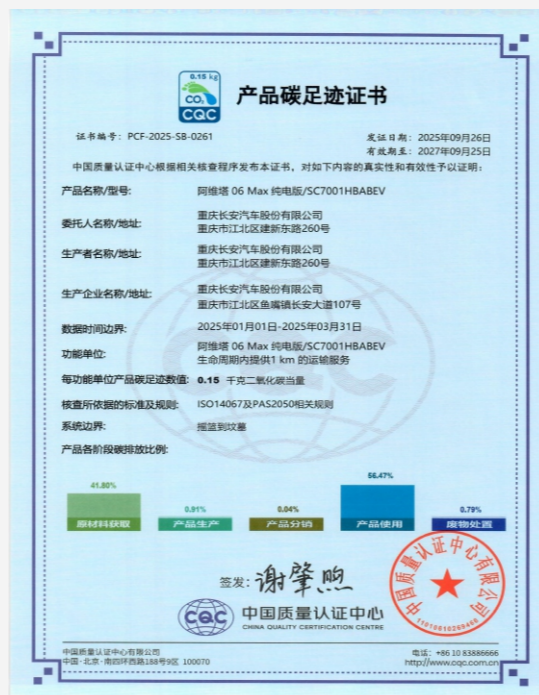 0.15 kg
CO₂
CQC
产品碳足迹证书
证书编号：PCF-2025-SB-0261
发证日期：2025年09月26日
有效期至：2027年09月25日
中国质量认证中心根据相关核查程序发布本证书，对如下内容的真实性和有效性予以证明：
产品名称/型号： 阿维塔 06 Max 纯电版/SC7001HBABEV
委托人名称/地址： 重庆长安汽车股份有限公司
重庆市江北区建新东路260号
生产者名称/地址： 重庆长安汽车股份有限公司
重庆市江北区建新东路260号
生产企业名称/地址： 重庆长安汽车股份有限公司
重庆市江北区鱼嘴镇长安大道107号
数据时间边界： 2025年01月01日-2025年03月31日
功能单位： 阿维塔 06 Max 纯电版/SC7001HBABEV
生命周期内提供1 km 的运输服务
每功能单位产品碳足迹数值： 0.15 千克二氧化碳当量
核查所依据的标准及规则： ISO14067及PAS2050相关规则
系统边界： 摇篮到坟墓
产品各阶段碳排放比例：
41.80% 0.91% 0.04% 56.47% 0.79%
原材料获取 产品生产 产品分销 产品使用 废物处置
签发：谢肇煦
CQC 中国质量认证中心
CHINA QUALITY CERTIFICATION CENTRE
中国质量认证中心有限公司
中国质量认证中心有限公司
中国·北京·南四环西路188号9区 100070
电话：+86 10 83886666
http://www.cqc.com.cn